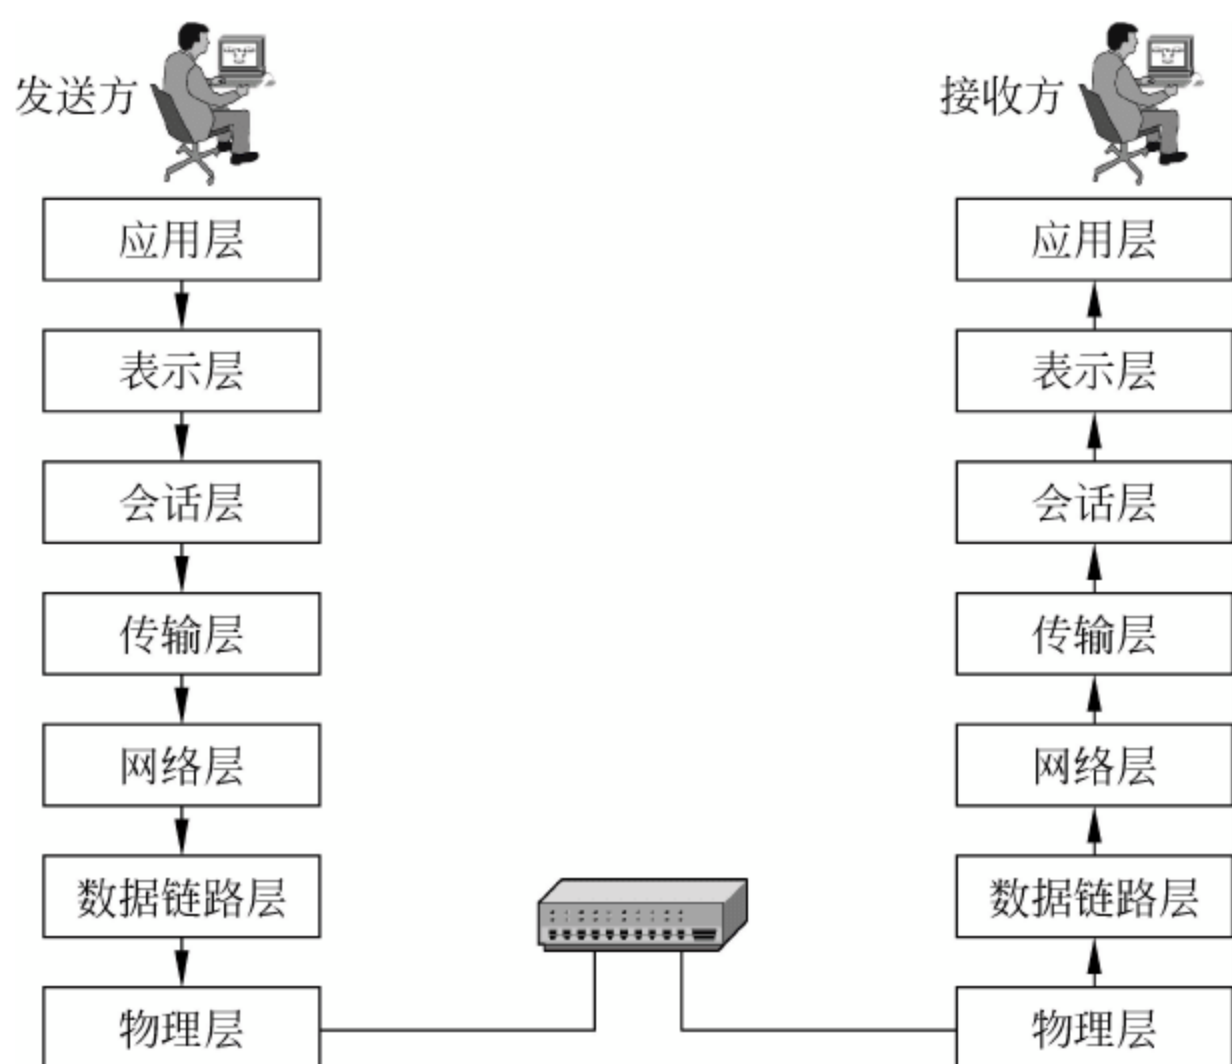 发送方
接收方
应用层
应用层
表示层
表示层
会话层
会话层
传输层
传输层
网络层
网络层
数据链路层
数据链路层
物理层
物理层